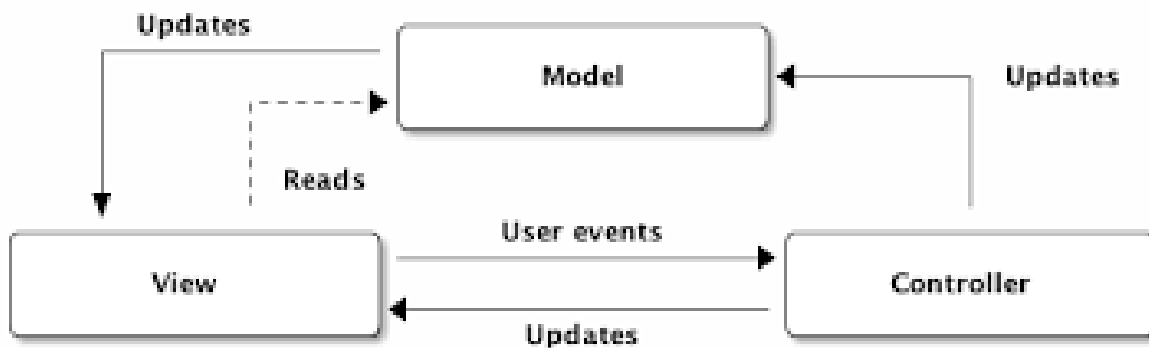 Updates
Model
Updates
Reads
User events
View
Controller
Updates